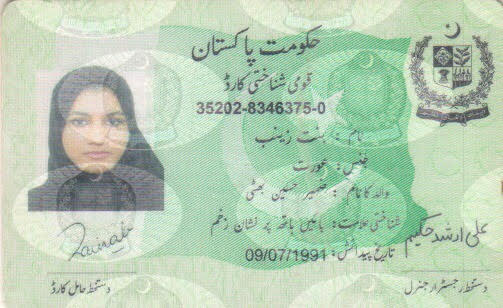 حکومت پاکستان
قومی شناختی کارڈ
35202-8346375-0
نام: بنت زینب
جنس: عورت
والد کا نام: ضمیر حسین بھٹی
شناختی علامت: بائیں ہاتھ پر نشان زخم
علی ارشد حکیم
تاریخ پیدائش: 09/07/1991
Zainab
دستخط حامل کارڈ
دستخط رجسٹرار جنرل